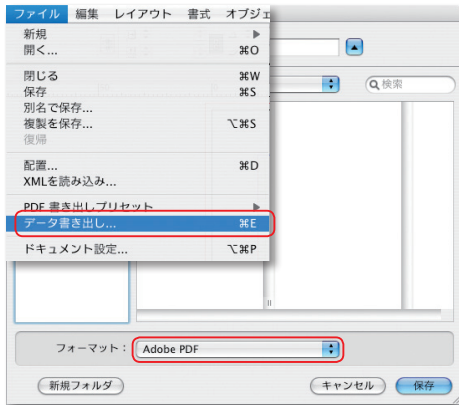 ファイル 編集 レイアウト 書式 オブジェ
新規
開く... ⌘O
閉じる ⌘W
保存 ⌘S
別名で保存...
複製を保存... ⌥⌘S
復帰
配置... ⌘D
XMLを読み込み...
PDF 書き出しプリセット
データ書き出し... ⌘E
ドキュメント設定... ⌥⌘P
検索
フォーマット： Adobe PDF
新規フォルダ キャンセル 保存